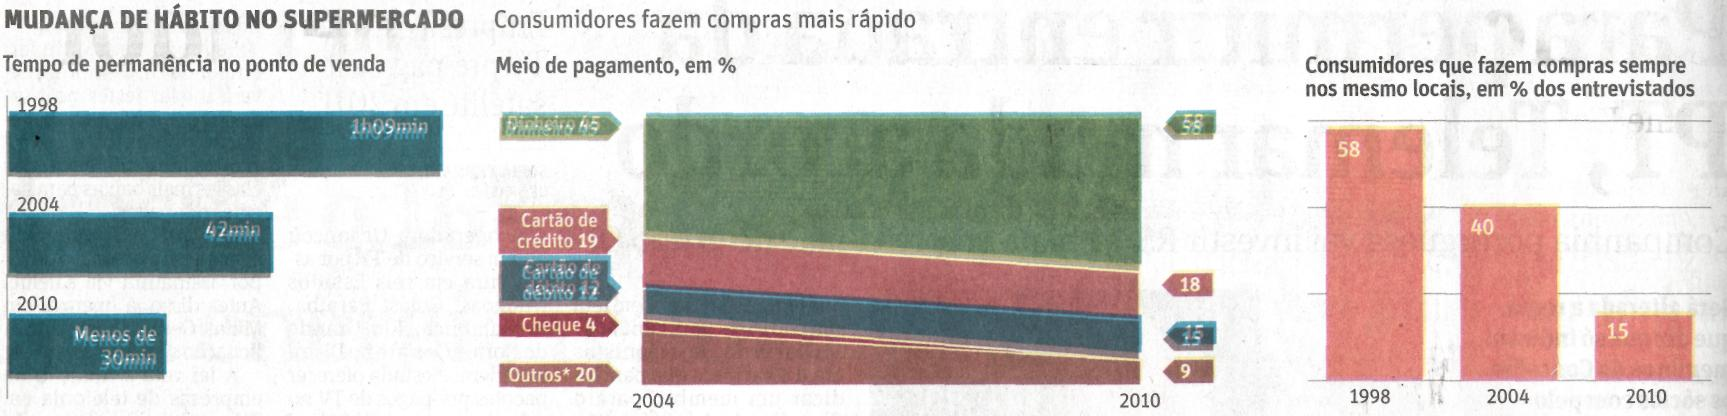 MUDANÇA DE HÁBITO NO SUPERMERCADO Consumidores fazem compras mais rápido
Tempo de permanência no ponto de venda
1998
1h09min
2004
42min
2010
Menos de
30min
Meio de pagamento, em %
Dinheiro 45
Cartão de
crédito 19
Cartão de
débito 12
Cheque 4
Outros* 20
58
18
15
9
2004
2010
Consumidores que fazem compras sempre
nos mesmo locais, em % dos entrevistados
58
40
15
1998
2004
2010